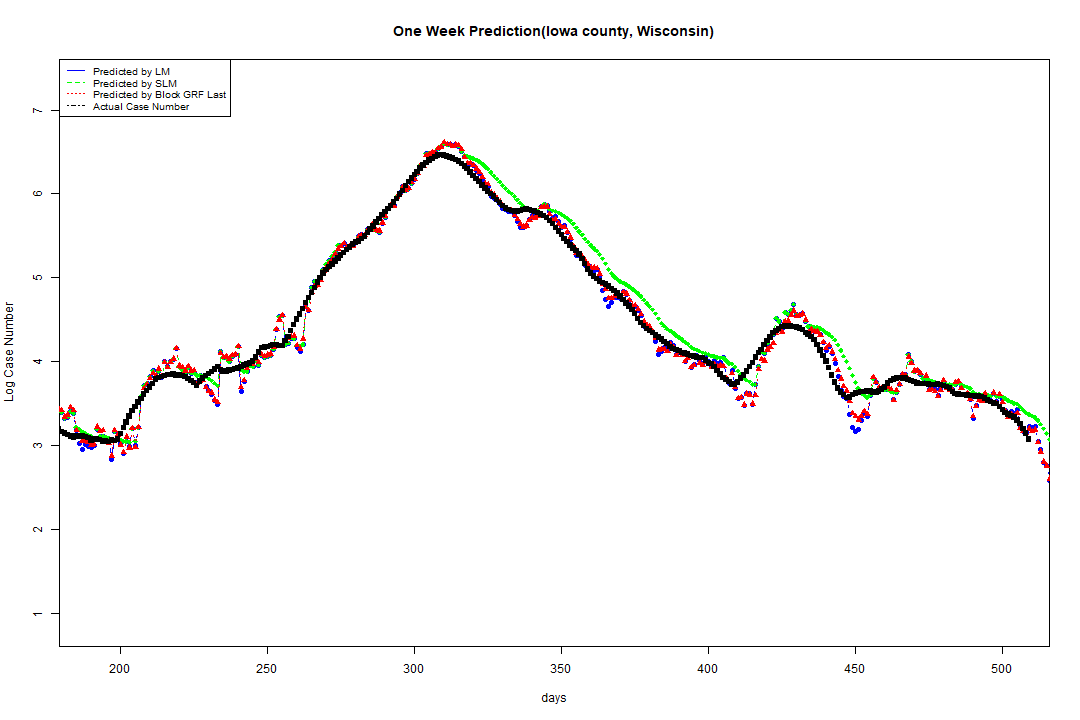 One Week Prediction(Iowa county, Wisconsin)
Predicted by LM
Predicted by SLM
Predicted by Block GRF Last
Actual Case Number
7
6
5
4
3
2
1
Log Case Number
200 250 300 350 400 450 500
days